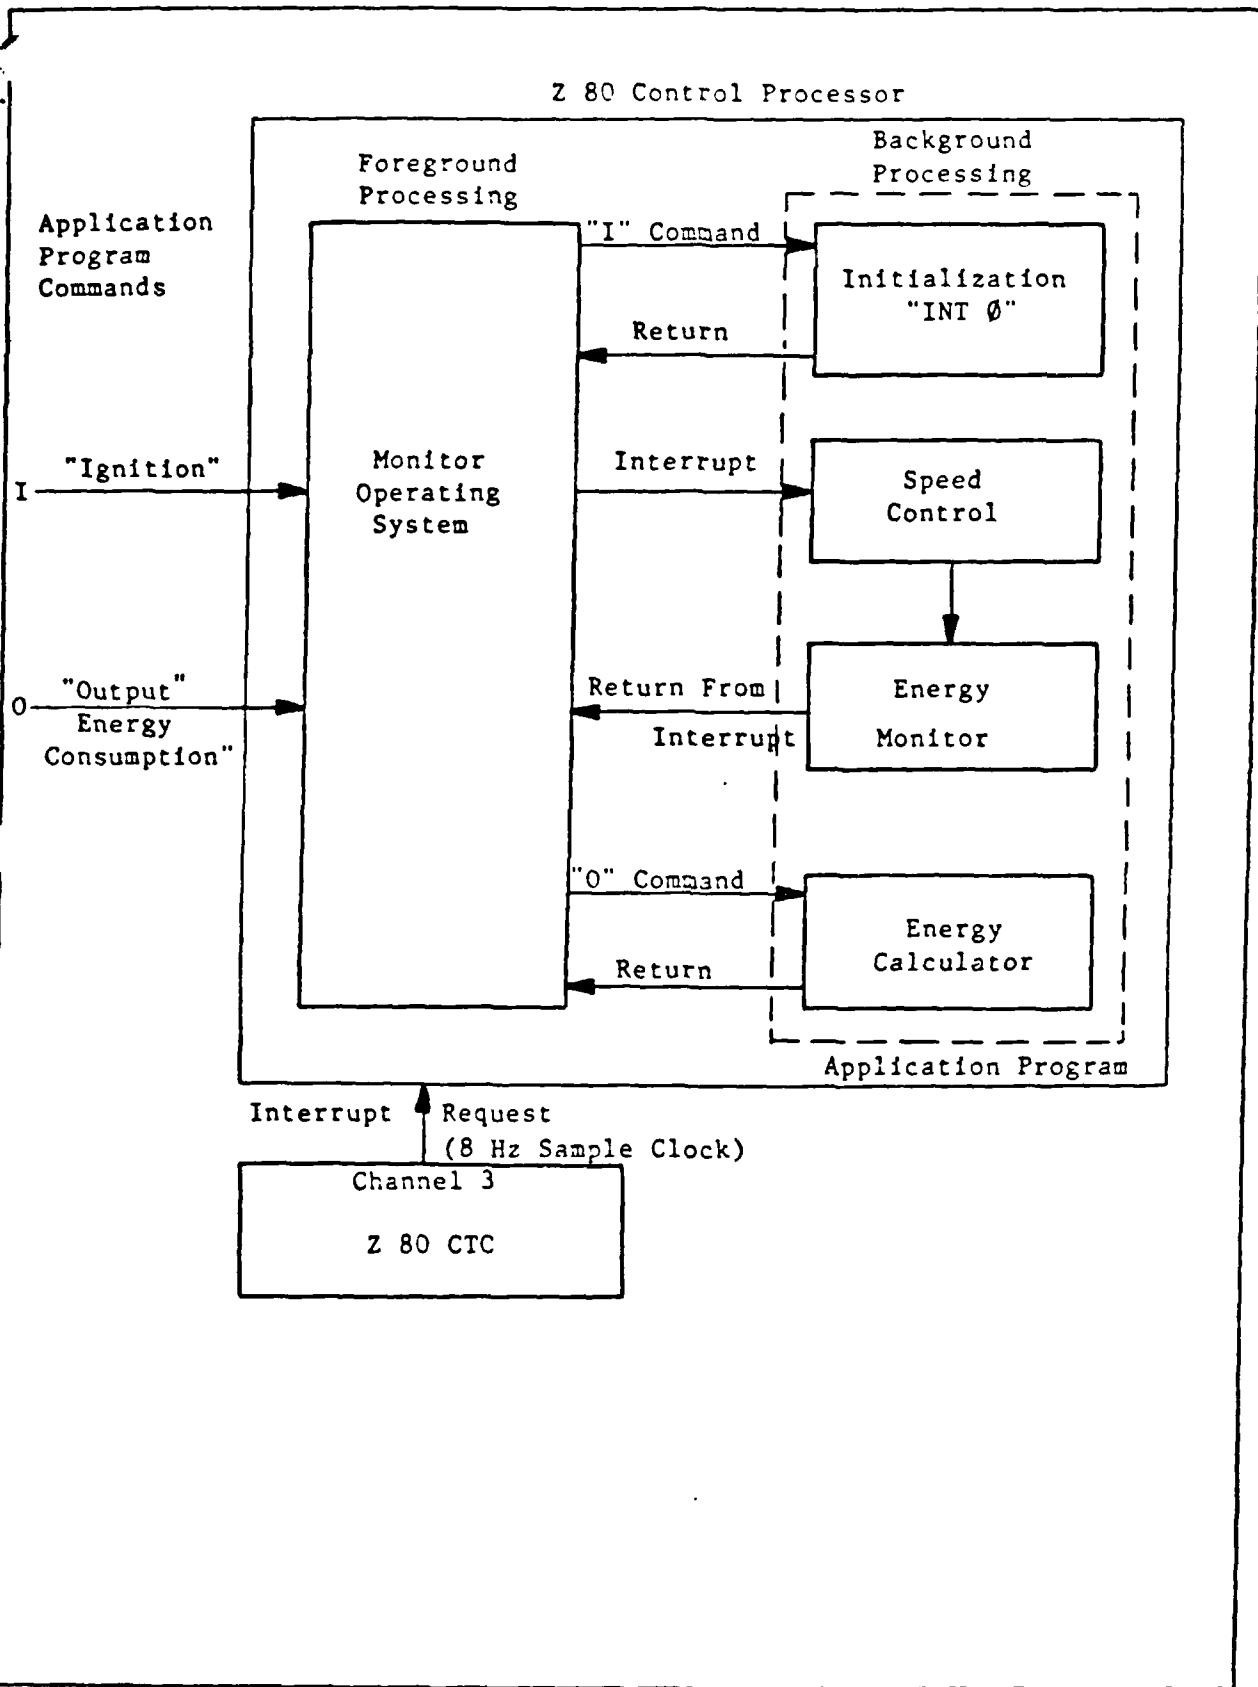 Z 80 Control Processor
Background
Processing
Foreground
Processing
Application
Program
Commands
"I" Command
Initialization
"INT Ø"
Return
I
"Ignition"
Monitor
Operating
System
Interrupt
Speed
Control
O
"Output"
Energy
Consumption"
Return From
Interrupt
Energy
Monitor
"O" Command
Energy
Calculator
Return
Application Program
Interrupt Request
(8 Hz Sample Clock)
Channel 3
Z 80 CTC